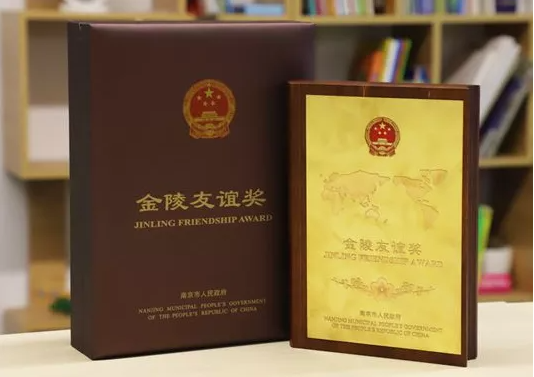 金陵友谊奖
JINLING FRIENDSHIP AWARD
南京市人民政府
NANJING MUNICIPAL PEOPLE'S GOVERNMENT
OF THE PEOPLE'S REPUBLIC OF CHINA
金陵友谊奖
JINLING FRIENDSHIP AWARD
南京市人民政府
NANJING MUNICIPAL PEOPLE'S GOVERNMENT
OF THE PEOPLE'S REPUBLIC OF CHINA